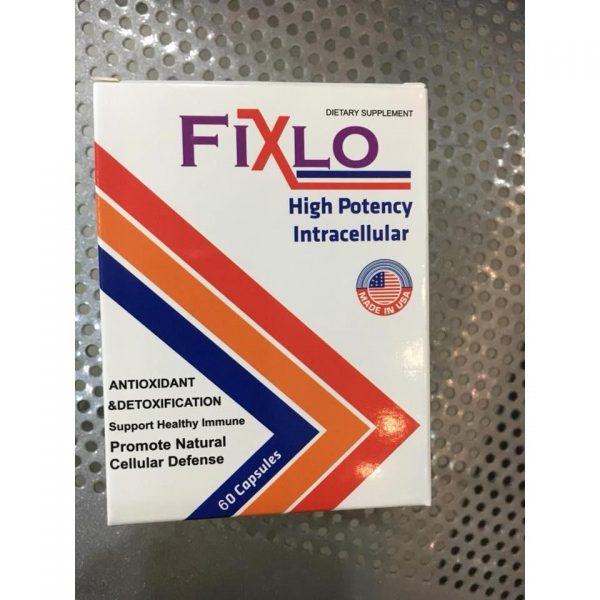 DIETARY SUPPLEMENT
FIXLO
High Potency
Intracellular
MADE IN USA
ANTIOXIDANT
&DETOXIFICATION
Support Healthy Immune
Promote Natural
Cellular Defense
60 Capsules